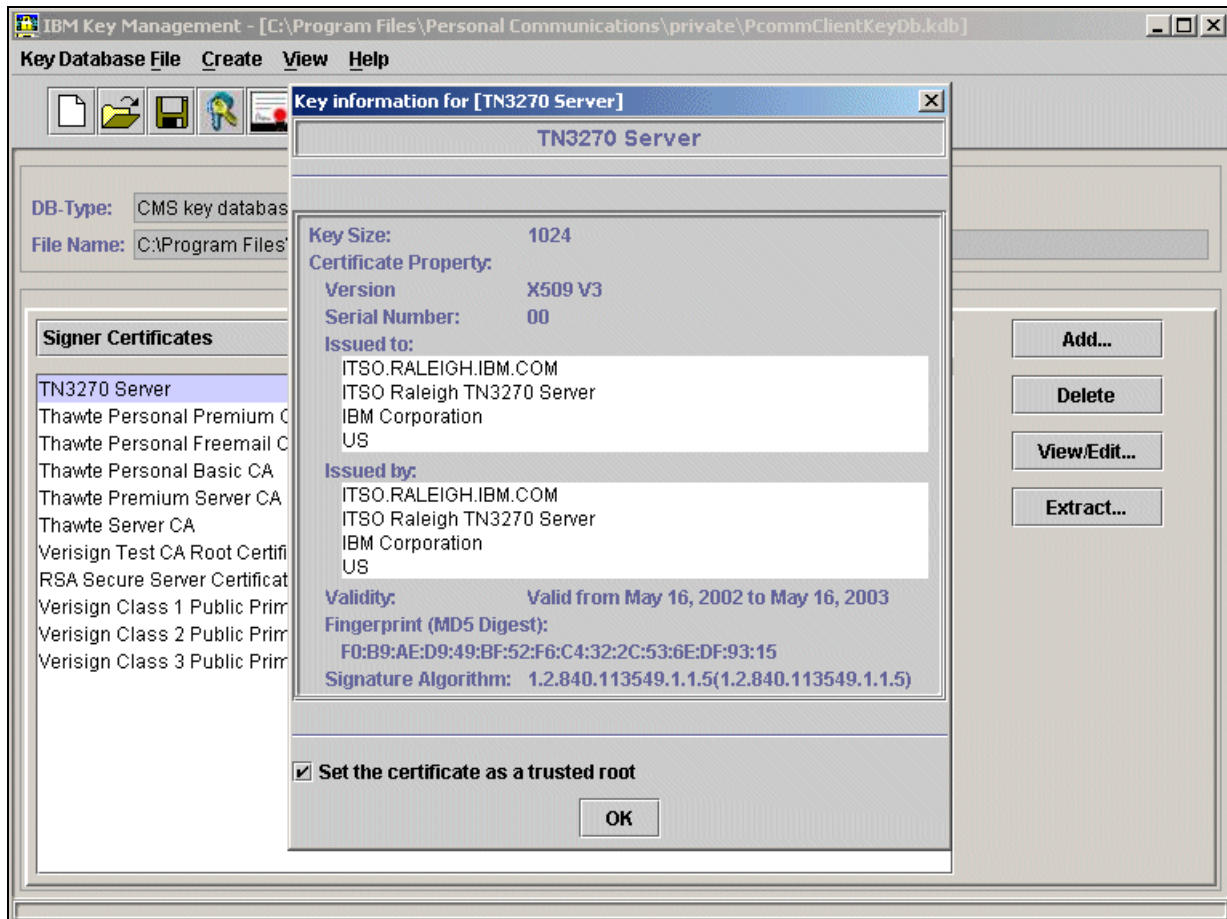 IBM Key Management - [C:\Program Files\Personal Communications\private\PcommClientKeyDb.kdb]
Key Database File Create View Help
Key information for [TN3270 Server]
TN3270 Server
DB-Type: CMS key databas
File Name: C:\Program Files\
Key Size: 1024
Certificate Property:
Version X509 V3
Serial Number: 00
Issued to:
ITSO.RALEIGH.IBM.COM
ITSO Raleigh TN3270 Server
IBM Corporation
US
Issued by:
ITSO.RALEIGH.IBM.COM
ITSO Raleigh TN3270 Server
IBM Corporation
US
Validity: Valid from May 16, 2002 to May 16, 2003
Fingerprint (MD5 Digest):
F0:B9:AE:D9:49:BF:52:F6:C4:32:2C:53:6E:DF:93:15
Signature Algorithm: 1.2.840.113549.1.1.5(1.2.840.113549.1.1.5)
Set the certificate as a trusted root
OK
Signer Certificates
TN3270 Server
Thawte Personal Premium C
Thawte Personal Freemail C
Thawte Personal Basic CA
Thawte Premium Server CA
Thawte Server CA
Verisign Test CA Root Certifi
RSA Secure Server Certificat
Verisign Class 1 Public Prim
Verisign Class 2 Public Prim
Verisign Class 3 Public Prim
Add...
Delete
View/Edit...
Extract...